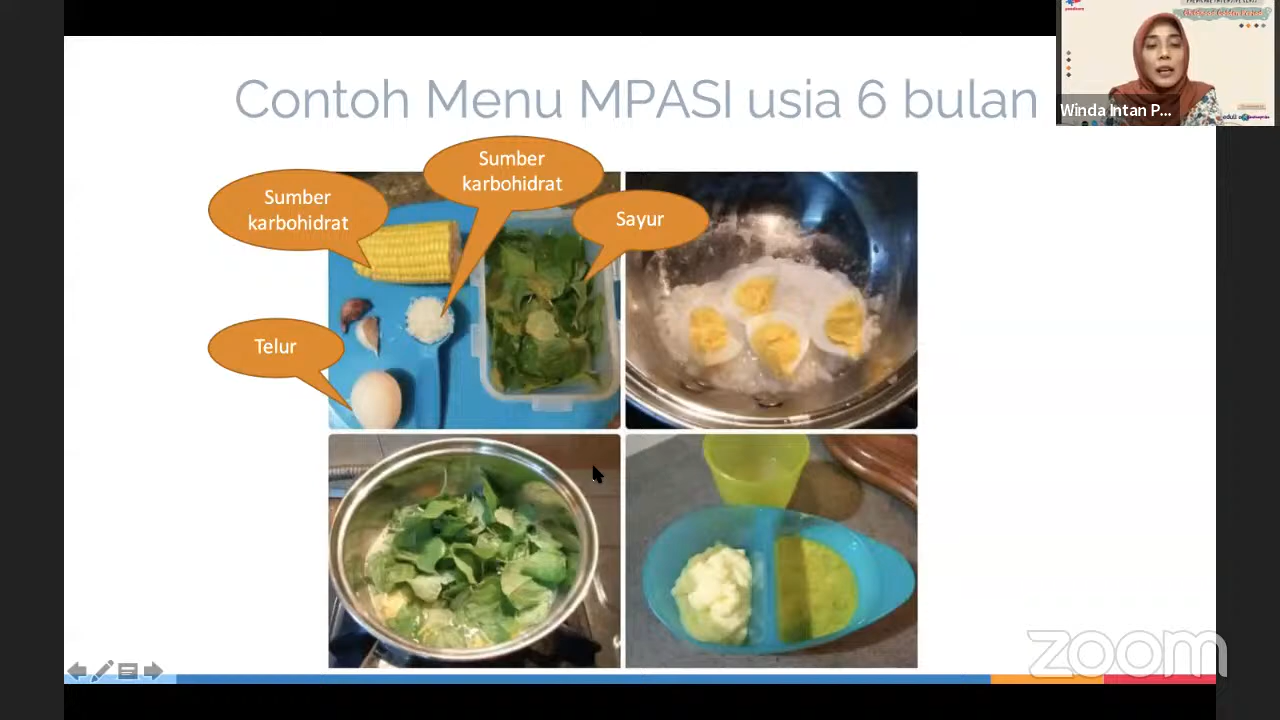 Contoh Menu MPASI usia 6 bulan
Winda Intan P...
Sumber
karbohidrat
Sumber
karbohidrat
Sayur
Telur
zoom